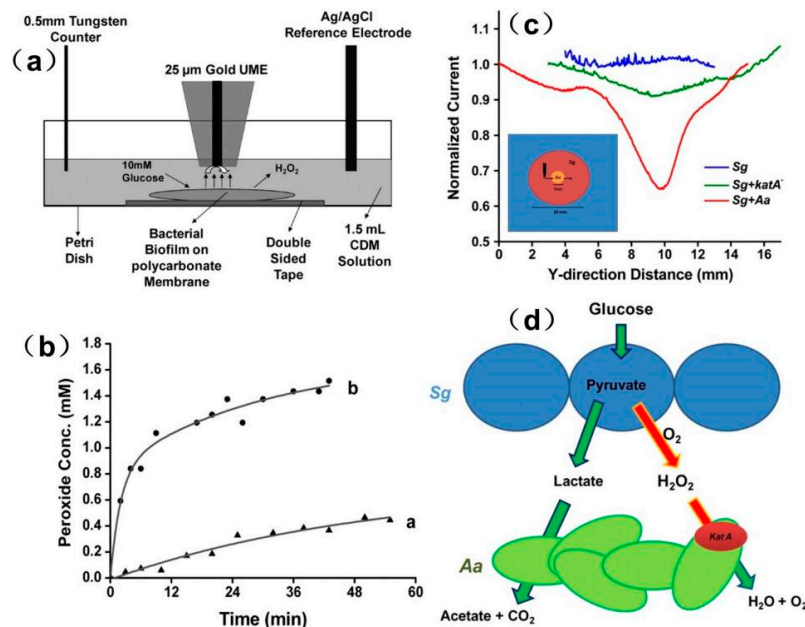 (a)
0.5mm Tungsten
Counter
Ag/AgCl
Reference Electrode
25 µm Gold UME
10mM
Glucose
H2O2
Petri
Dish
Bacterial
Biofilm on
polycarbonate
Membrane
Double
Sided
Tape
1.5 mL
CDM
Solution
(b)
Peroxide Conc. (mM)
1.8
1.6
1.4
1.2
1.0
0.8
0.6
0.4
0.2
0.0
b
a
0 12 24 36 48 60
Time (min)
(c)
Normalized Current
1.1
1.0
0.9
0.8
0.7
0.6
0.5
Sg
Aa
Sg
Sg+katA-
Sg+Aa
0 2 4 6 8 10 12 14 16
Y-direction Distance (mm)
(d)
Glucose
Sg
Pyruvate
O2
Lactate
H2O2
Aa
Kat A
Acetate + CO2
H2O + O2